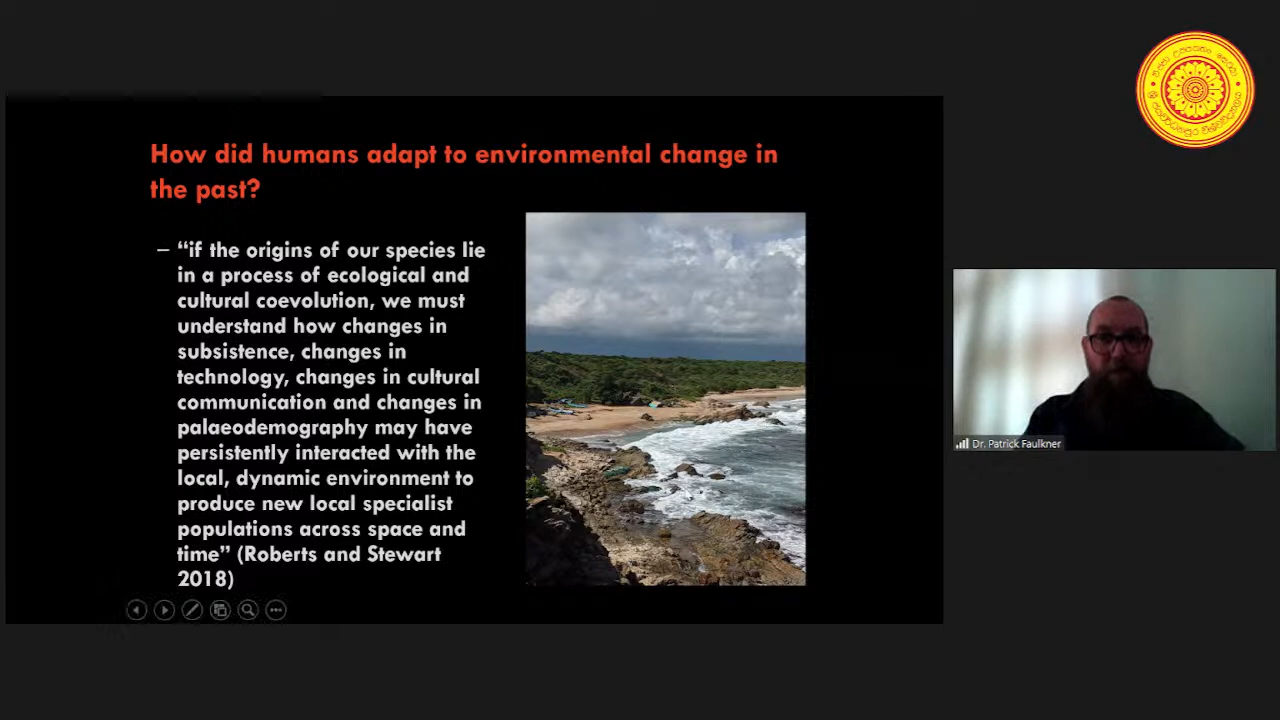 How did humans adapt to environmental change in
the past?
– “if the origins of our species lie
in a process of ecological and
cultural coevolution, we must
understand how changes in
subsistence, changes in
technology, changes in cultural
communication and changes in
palaeodemography may have
persistently interacted with the
local, dynamic environment to
produce new local specialist
populations across space and
time” (Roberts and Stewart
2018)
Dr. Patrick Faulkner